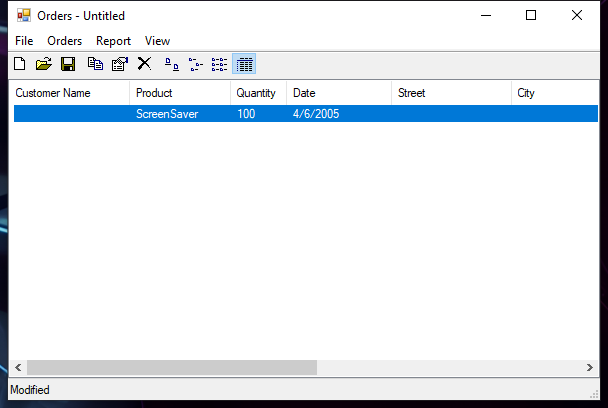 Orders - Untitled
File Orders Report View
Customer Name Product Quantity Date Street City
ScreenSaver 100 4/6/2005
Modified